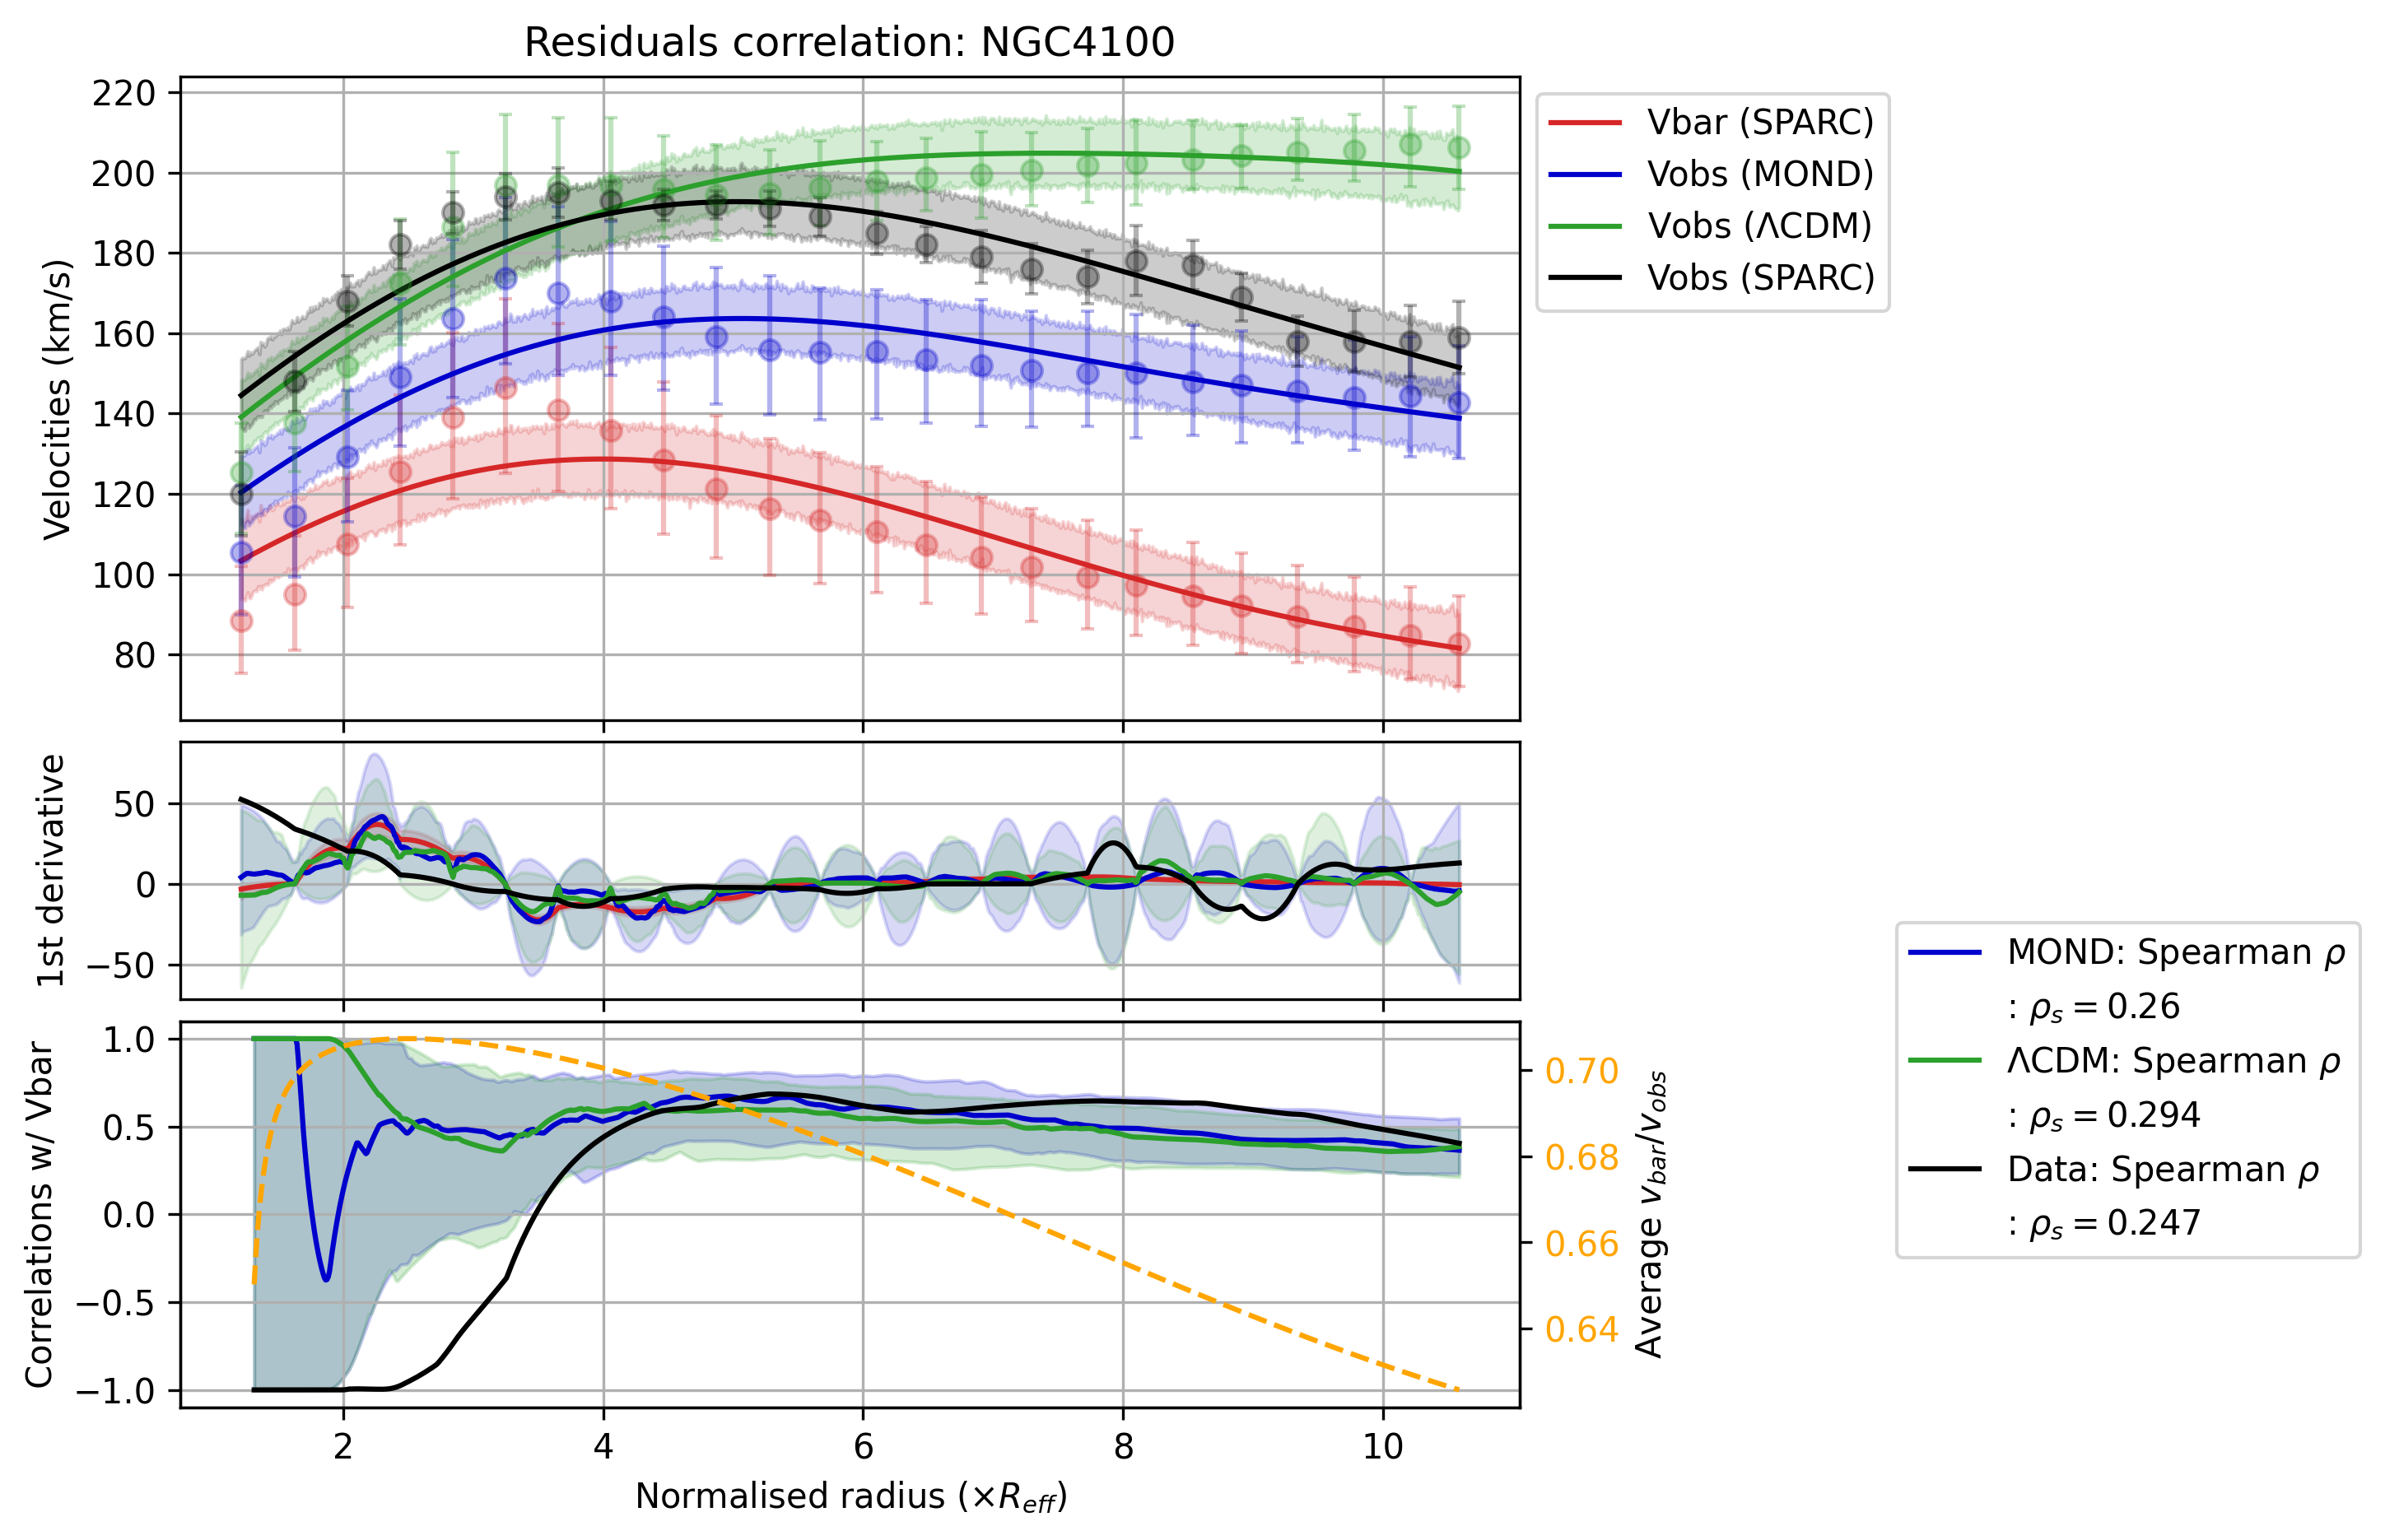 Residuals correlation: NGC4100
220
200
180
160
140
120
100
80
Velocities (km/s)
Vbar (SPARC)
Vobs (MOND)
Vobs (ΛCDM)
Vobs (SPARC)
50
0
−50
1st derivative
1.0
0.5
0.0
−0.5
−1.0
Correlations w/ Vbar
0.70
0.68
0.66
0.64
Average v_bar/v_obs
MOND: Spearman ρ
: ρ_s = 0.26
ΛCDM: Spearman ρ
: ρ_s = 0.294
Data: Spearman ρ
: ρ_s = 0.247
2
4
6
8
10
Normalised radius (×R_eff)